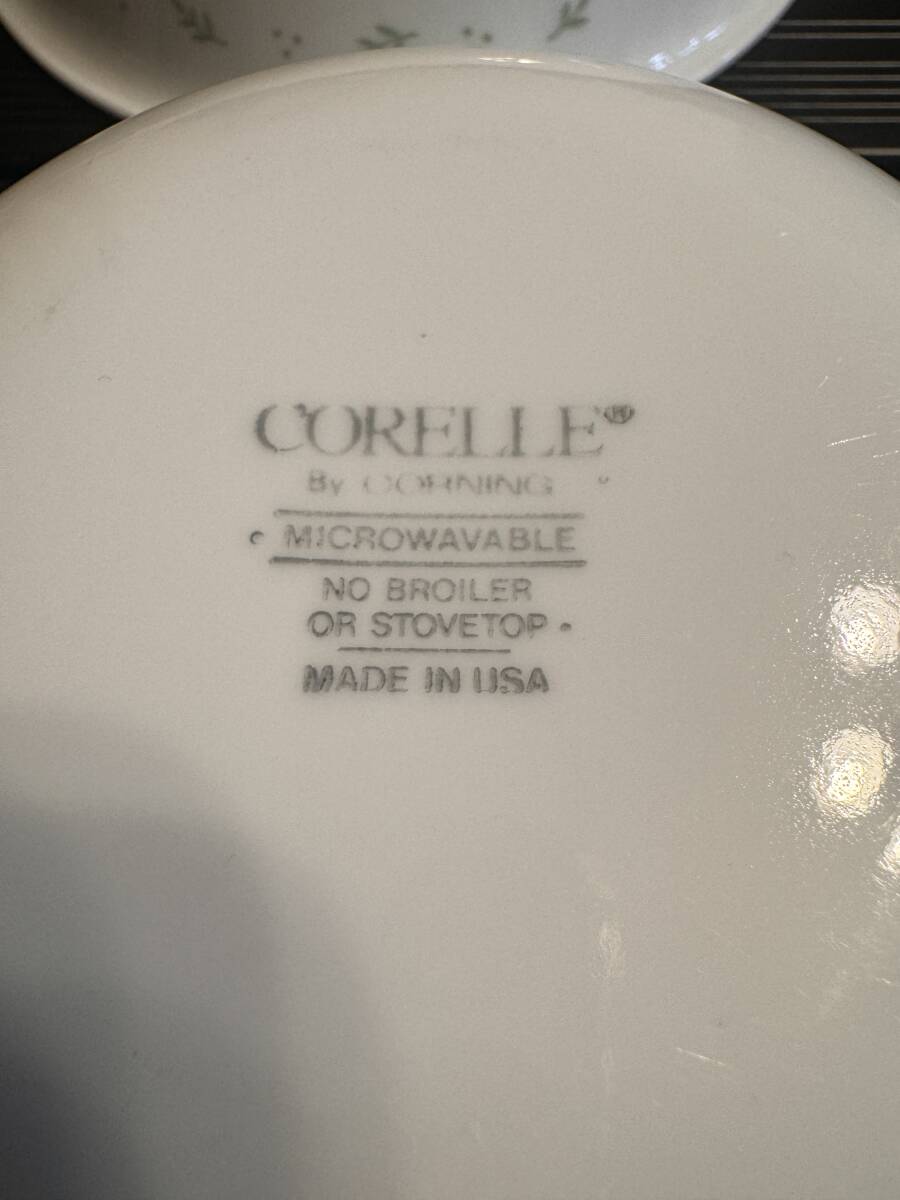 CORELLE®
By CORNING
MICROWAVABLE
NO BROILER
OR STOVETOP
MADE IN USA